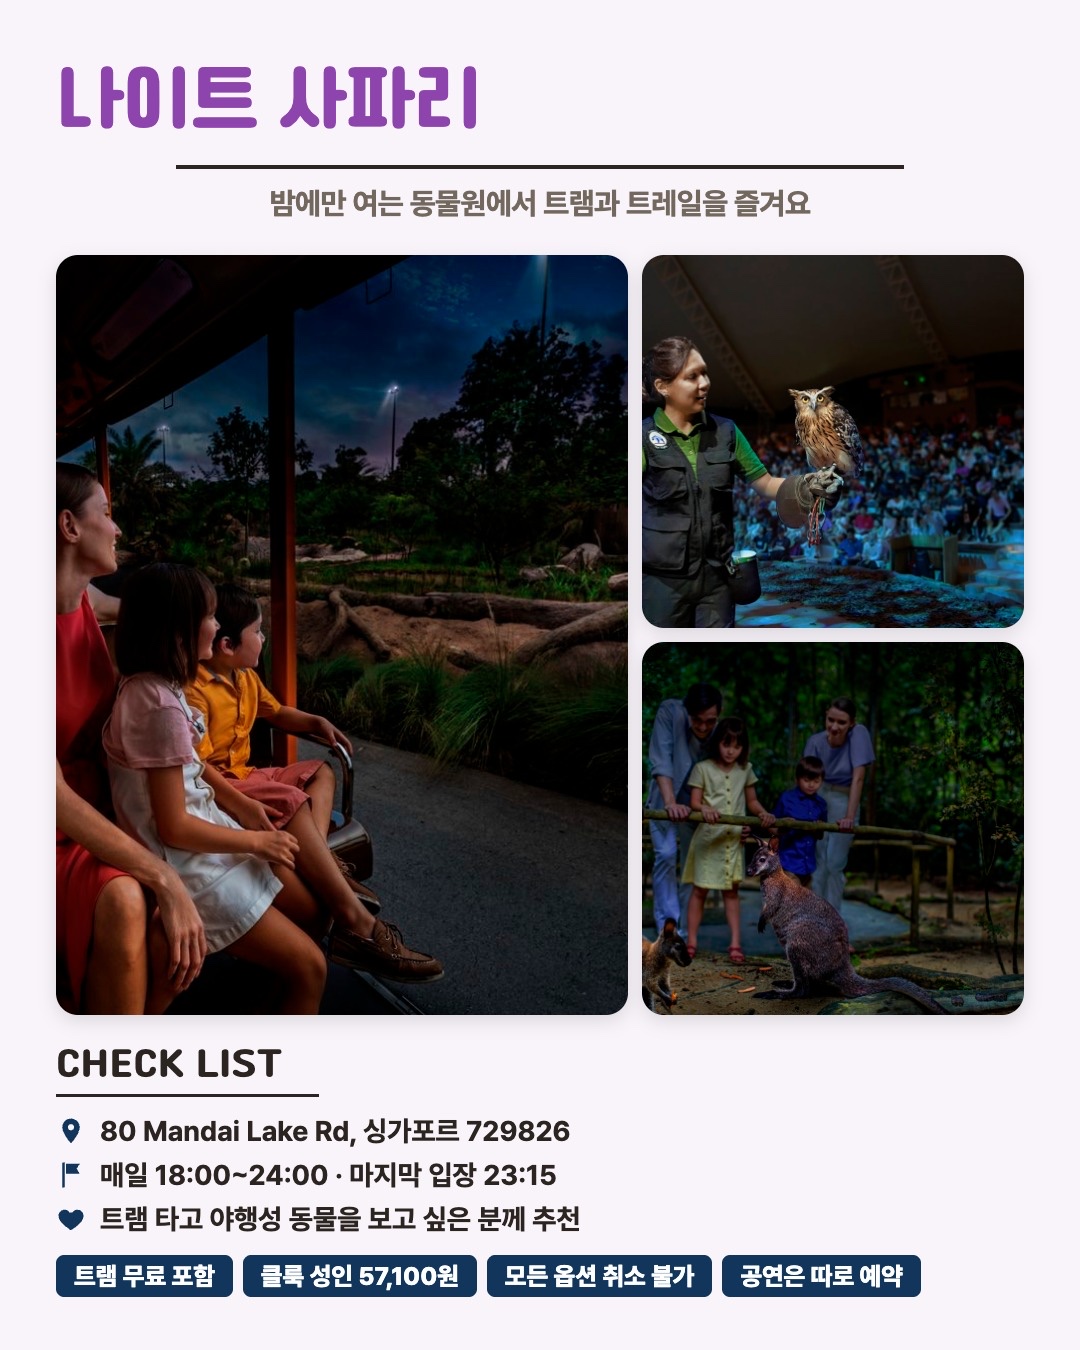 나이트 사파리
밤에만 여는 동물원에서 트램과 트레일을 즐겨요
CHECK LIST
80 Mandai Lake Rd, 싱가포르 729826
매일 18:00~24:00 · 마지막 입장 23:15
트램 타고 야행성 동물을 보고 싶은 분께 추천
트램 무료 포함
클룩 성인 57,100원
모든 옵션 취소 불가
공연은 따로 예약